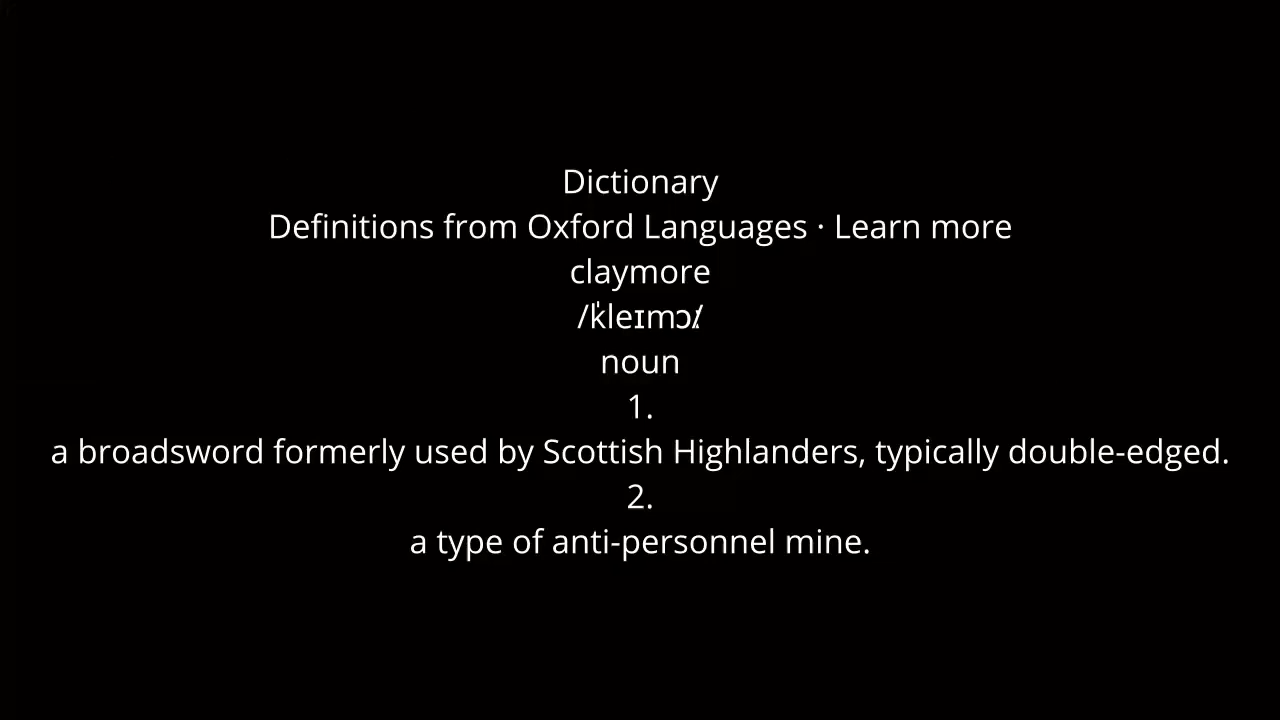 Dictionary
Definitions from Oxford Languages · Learn more
claymore
/ˈkleɪmɔː/
noun
1.
a broadsword formerly used by Scottish Highlanders, typically double-edged.
2.
a type of anti-personnel mine.